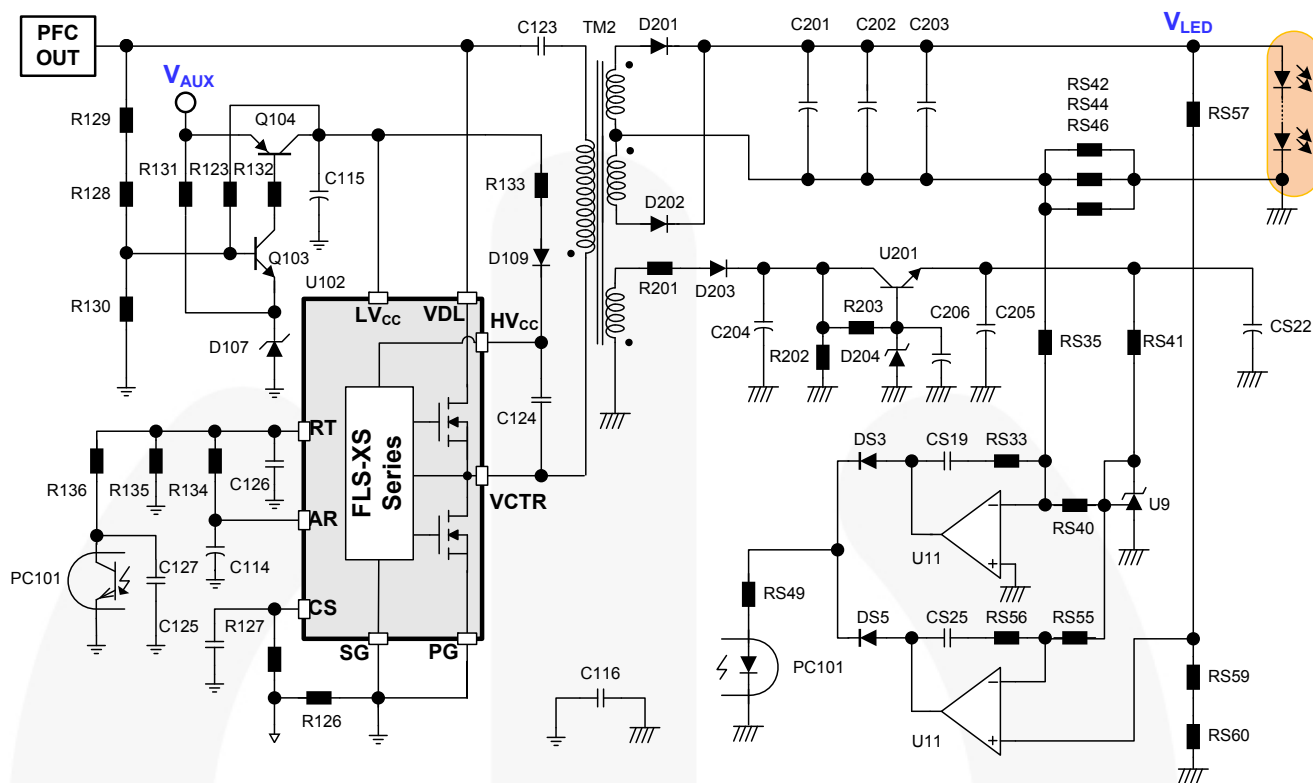 PFC
OUT
C123
TM2
D201
C201
C202
C203
VLED
VAUX
R129
Q104
RS42
RS44
RS46
RS57
R131
R123
R132
C115
R128
R133
D202
Q103
D109
U201
R130
U102
LVCC
VDL
HVCC
R201
D203
R203
C206
C205
C204
R202
D204
RS35
RS41
CS22
D107
C124
RT
FLS-XS
Series
DS3
CS19
RS33
R136
R135
R134
C126
VCTR
AR
U9
RS40
U11
PC101
C127
C114
RS49
C125
R127
CS
DS5
CS25
RS56
RS55
SG
PG
PC101
C116
RS59
R126
U11
RS60